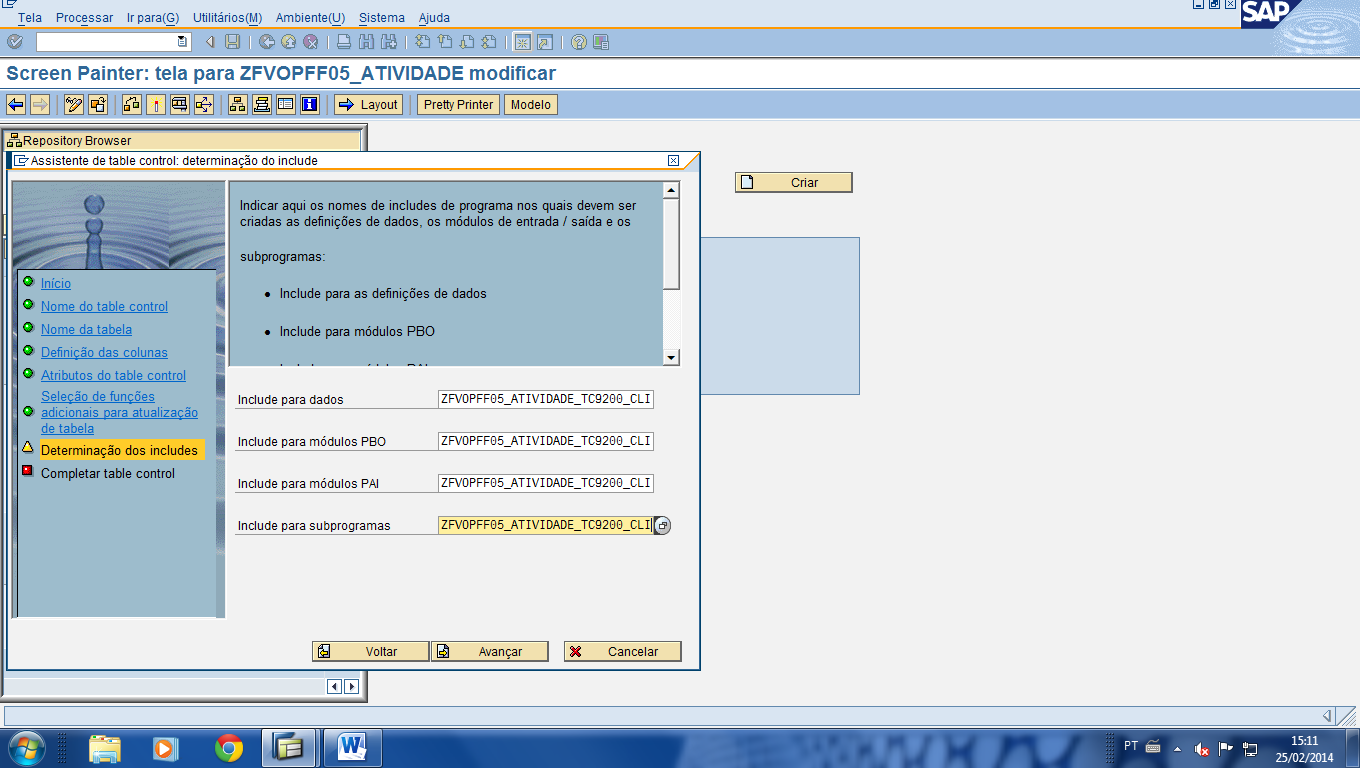 Tela Processar Ir para(G) Utilitários(M) Ambiente(U) Sistema Ajuda
SAP
Screen Painter: tela para ZFVOPFF05_ATIVIDADE modificar
Layout Pretty Printer Modelo
Repository Browser
Assistente de table control: determinação do include
Criar
Indicar aqui os nomes de includes de programa nos quais devem ser
criadas as definições de dados, os módulos de entrada / saída e os
subprogramas:
• Include para as definições de dados
• Include para módulos PBO
Início
Nome do table control
Nome da tabela
Definição das colunas
Atributos do table control
Seleção de funções
adicionais para atualização
de tabela
Determinação dos includes
Completar table control
Include para dados ZFVOPFF05_ATIVIDADE_TC9200_CLI
Include para módulos PBO ZFVOPFF05_ATIVIDADE_TC9200_CLI
Include para módulos PAI ZFVOPFF05_ATIVIDADE_TC9200_CLI
Include para subprogramas ZFVOPFF05_ATIVIDADE_TC9200_CLI
Voltar Avançar Cancelar
PT
15:11
25/02/2014